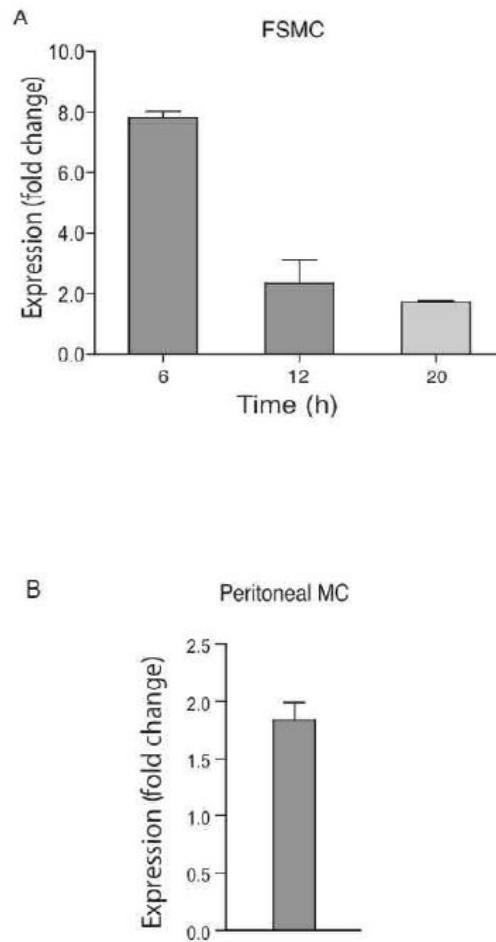 A
FSMC
Expression (fold change)
10.0
8.0
6.0
4.0
2.0
0.0
6 12 20
Time (h)
B
Peritoneal MC
Expression (fold change)
2.5
2.0
1.5
1.0
0.5
0.0